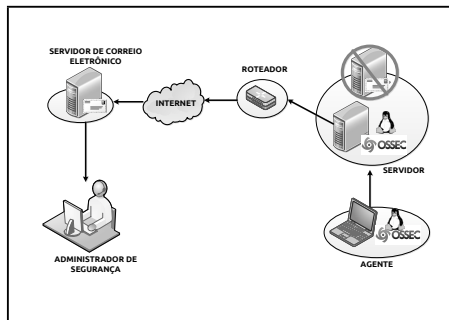 SERVIDOR DE CORREIO
ELETRÔNICO
INTERNET
ROTEADOR
OSSEC
SERVIDOR
OSSEC
AGENTE
ADMINISTRADOR DE
SEGURANÇA